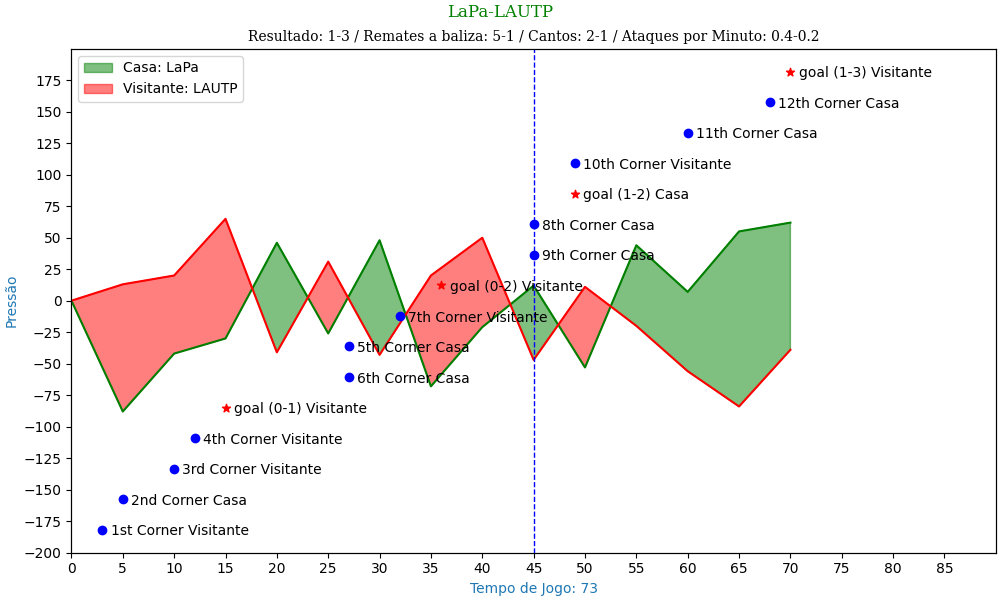 LaPa-LAUTP
Resultado: 1-3 / Remates a baliza: 5-1 / Cantos: 2-1 / Ataques por Minuto: 0.4-0.2
Casa: LaPa
Visitante: LAUTP
goal (1-3) Visitante
12th Corner Casa
11th Corner Casa
10th Corner Visitante
goal (1-2) Casa
8th Corner Casa
9th Corner Casa
goal (0-2) Visitante
7th Corner Visitante
5th Corner Casa
6th Corner Casa
goal (0-1) Visitante
4th Corner Visitante
3rd Corner Visitante
2nd Corner Casa
1st Corner Visitante
Pressão
175
150
125
100
75
50
25
0
−25
−50
−75
−100
−125
−150
−175
−200
0 5 10 15 20 25 30 35 40 45 50 55 60 65 70 75 80 85
Tempo de Jogo: 73